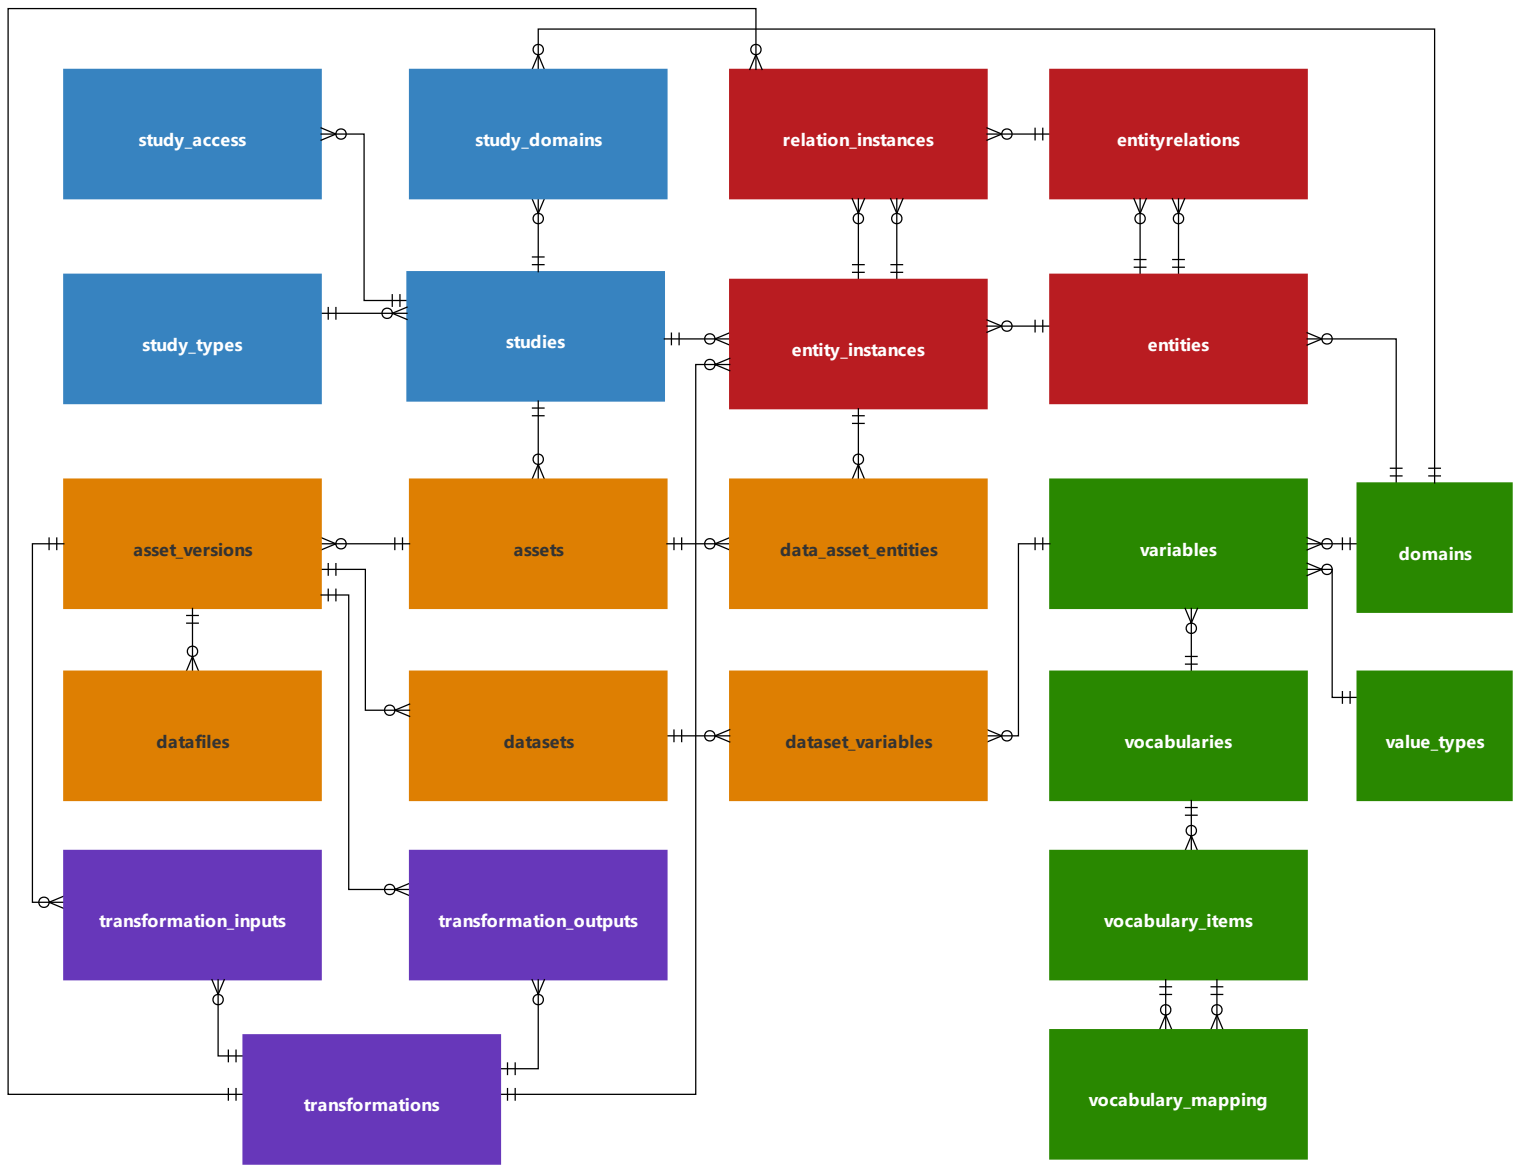 study_access
study_domains
relation_instances
entityrelations
study_types
studies
entity_instances
entities
asset_versions
assets
data_asset_entities
variables
domains
datafiles
datasets
dataset_variables
vocabularies
value_types
transformation_inputs
transformation_outputs
vocabulary_items
transformations
vocabulary_mapping